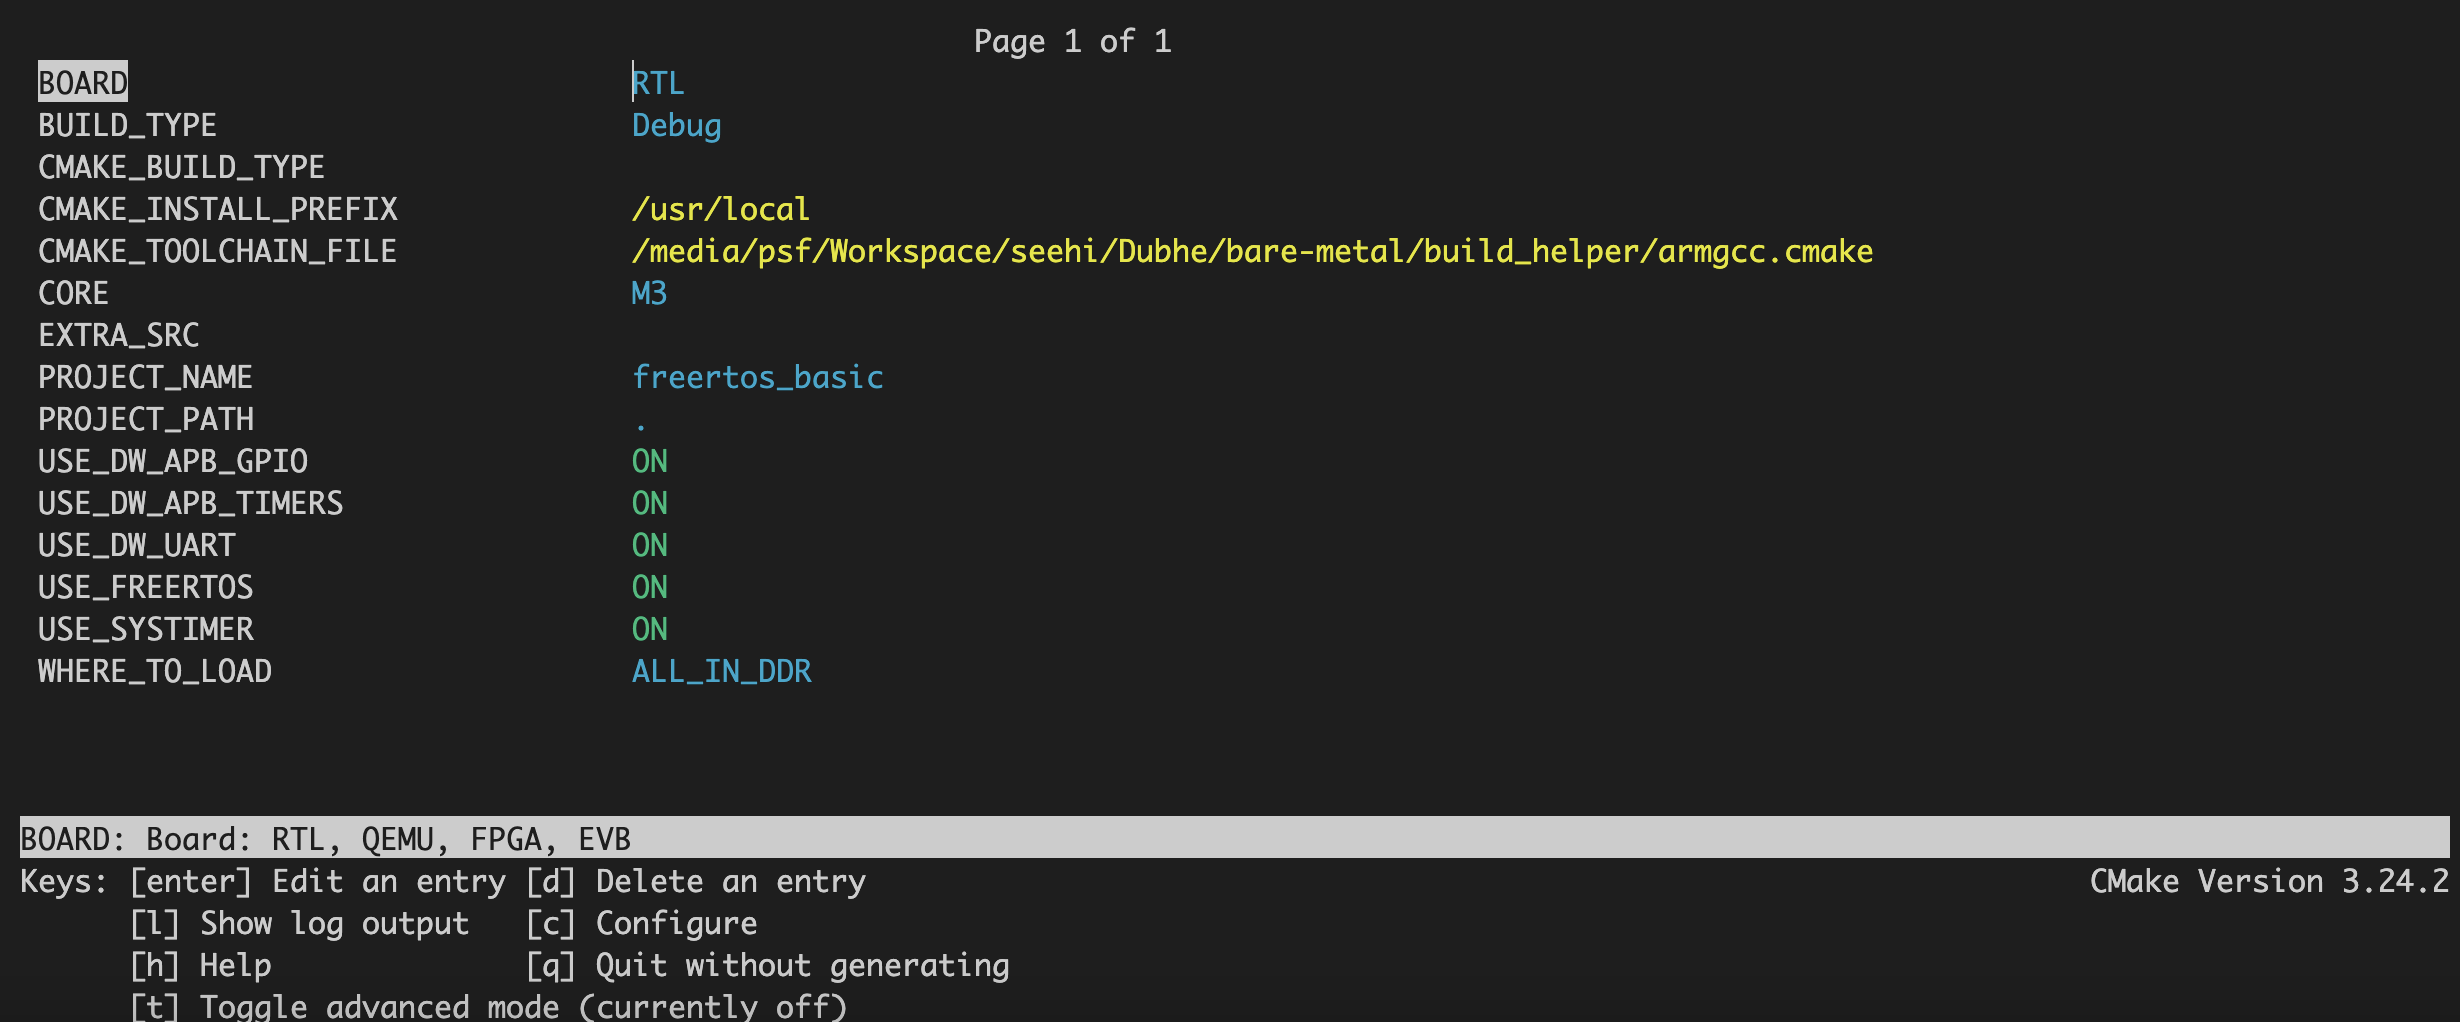 Page 1 of 1
BOARD RTL
BUILD_TYPE Debug
CMAKE_BUILD_TYPE
CMAKE_INSTALL_PREFIX /usr/local
CMAKE_TOOLCHAIN_FILE /media/psf/Workspace/seehi/Dubhe/bare-metal/build_helper/armgcc.cmake
CORE M3
EXTRA_SRC
PROJECT_NAME freertos_basic
PROJECT_PATH .
USE_DW_APB_GPIO ON
USE_DW_APB_TIMERS ON
USE_DW_UART ON
USE_FREERTOS ON
USE_SYSTIMER ON
WHERE_TO_LOAD ALL_IN_DDR
BOARD: Board: RTL, QEMU, FPGA, EVB
Keys: [enter] Edit an entry [d] Delete an entry CMake Version 3.24.2
[l] Show log output [c] Configure
[h] Help [q] Quit without generating
[t] Toggle advanced mode (currently off)